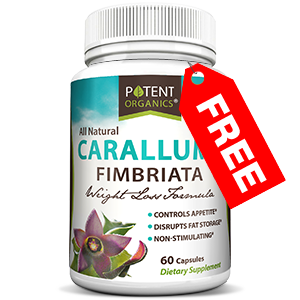 POTENT
ORGANICS®
All Natural
CARALLUM
FIMBRIATA
Weight Loss Formula
• CONTROLS APPETITE*
• DISRUPTS FAT STORAGE*
• NON-STIMULATING*
60 Capsules
Dietary Supplement
FREE